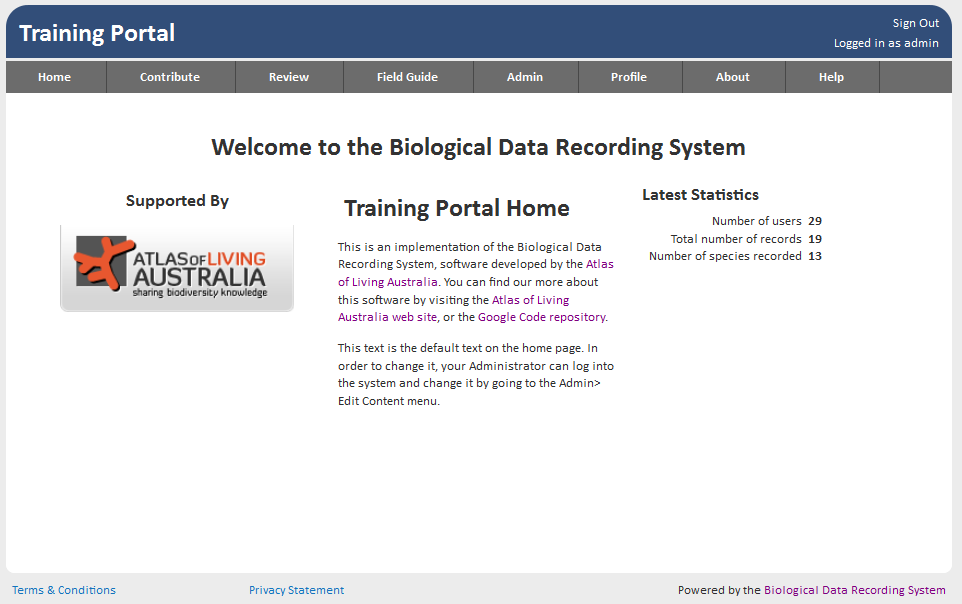 Training Portal
Sign Out
Logged in as admin
Home
Contribute
Review
Field Guide
Admin
Profile
About
Help
Welcome to the Biological Data Recording System
Supported By
ATLAS OF LIVING
AUSTRALIA
sharing biodiversity knowledge
Training Portal Home
This is an implementation of the Biological Data
Recording System, software developed by the Atlas
of Living Australia. You can find our more about
this software by visiting the Atlas of Living
Australia web site, or the Google Code repository.
This text is the default text on the home page. In
order to change it, your Administrator can log into
the system and change it by going to the Admin>
Edit Content menu.
Latest Statistics
Number of users 29
Total number of records 19
Number of species recorded 13
Terms & Conditions
Privacy Statement
Powered by the Biological Data Recording System